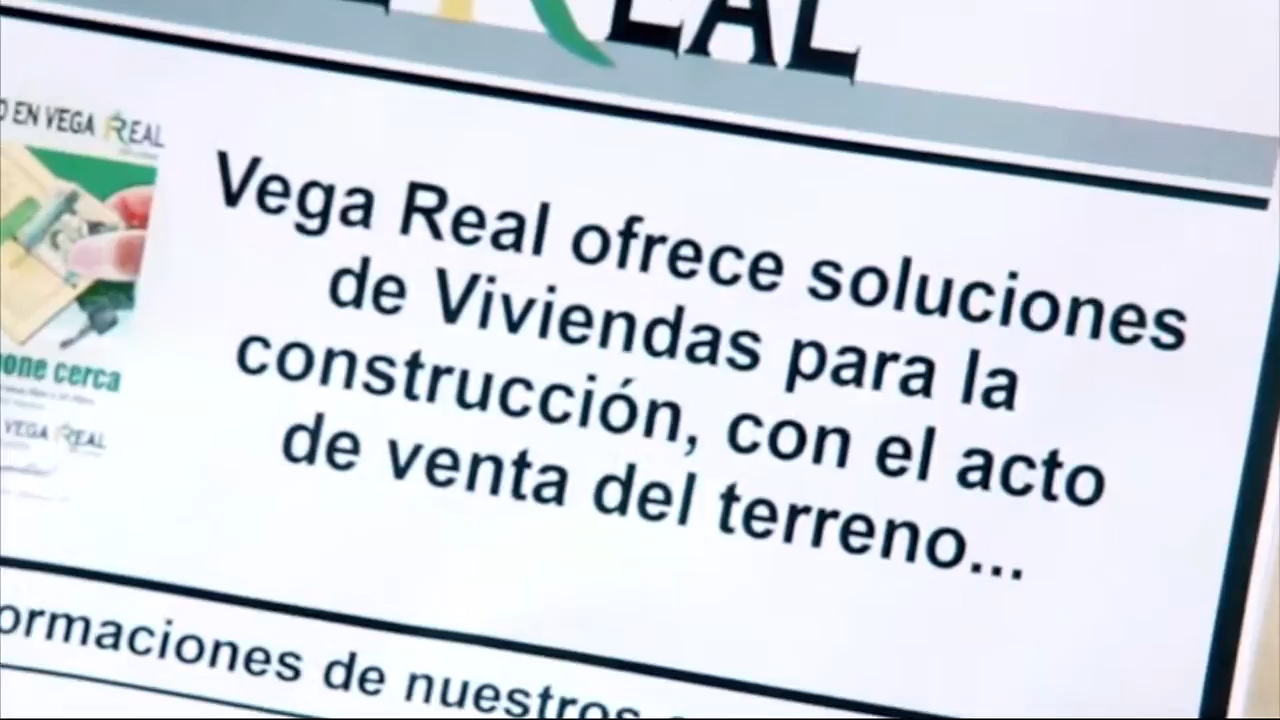 REAL
O EN VEGA REAL
Vega Real ofrece soluciones
de Viviendas para la
construcción, con el acto
de venta del terreno...
one cerca
VEGA REAL
ormaciones de nuestros